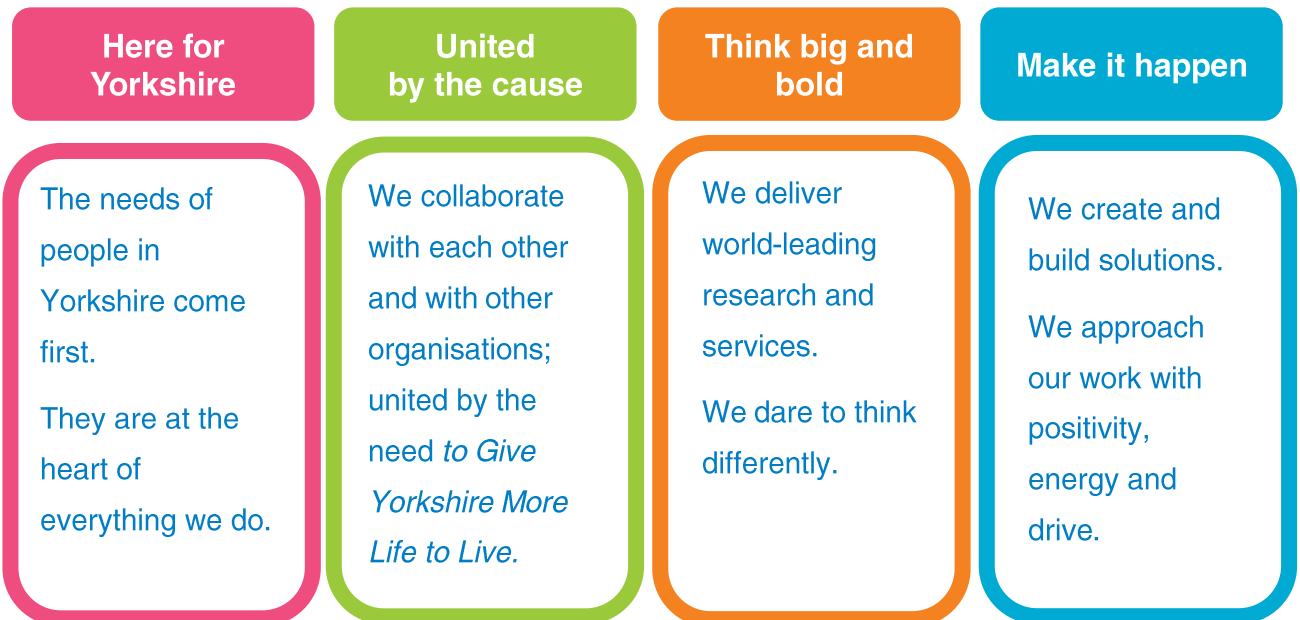 Here for
Yorkshire
The needs of
people in
Yorkshire come
first.
They are at the
heart of
everything we do.
United
by the cause
We collaborate
with each other
and with other
organisations;
united by the
need to Give
Yorkshire More
Life to Live.
Think big and
bold
We deliver
world-leading
research and
services.
We dare to think
differently.
Make it happen
We create and
build solutions.
We approach
our work with
positivity,
energy and
drive.